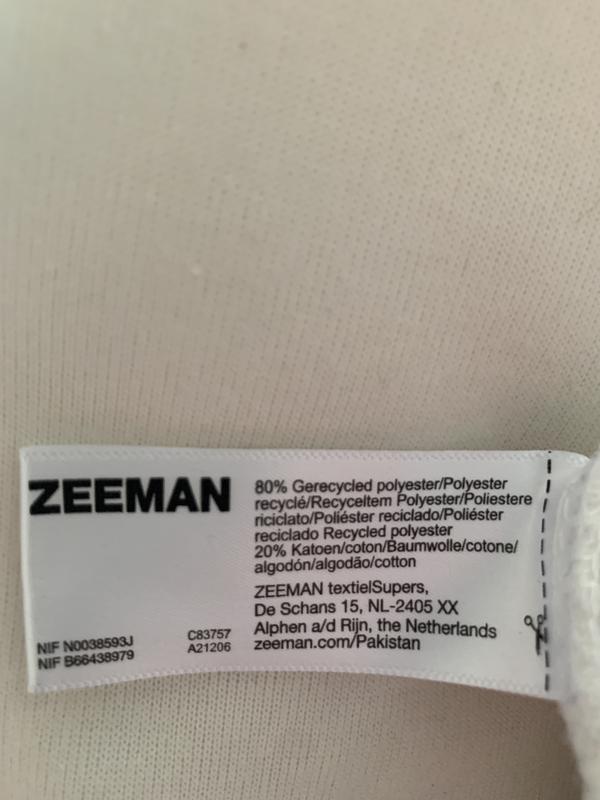 ZEEMAN
80% Gerecycled polyester/Polyester
recyclé/Recyceltem Polyester/Poliestere
riciclato/Poliéster reciclado/Poliéster
reciclado Recycled polyester
20% Katoen/coton/Baumwolle/cotone/
algodón/algodão/cotton
ZEEMAN textielSupers,
De Schans 15, NL-2405 XX
Alphen a/d Rijn, the Netherlands
zeeman.com/Pakistan
NIF N0038593J
NIF B66438979
C83757
A21206